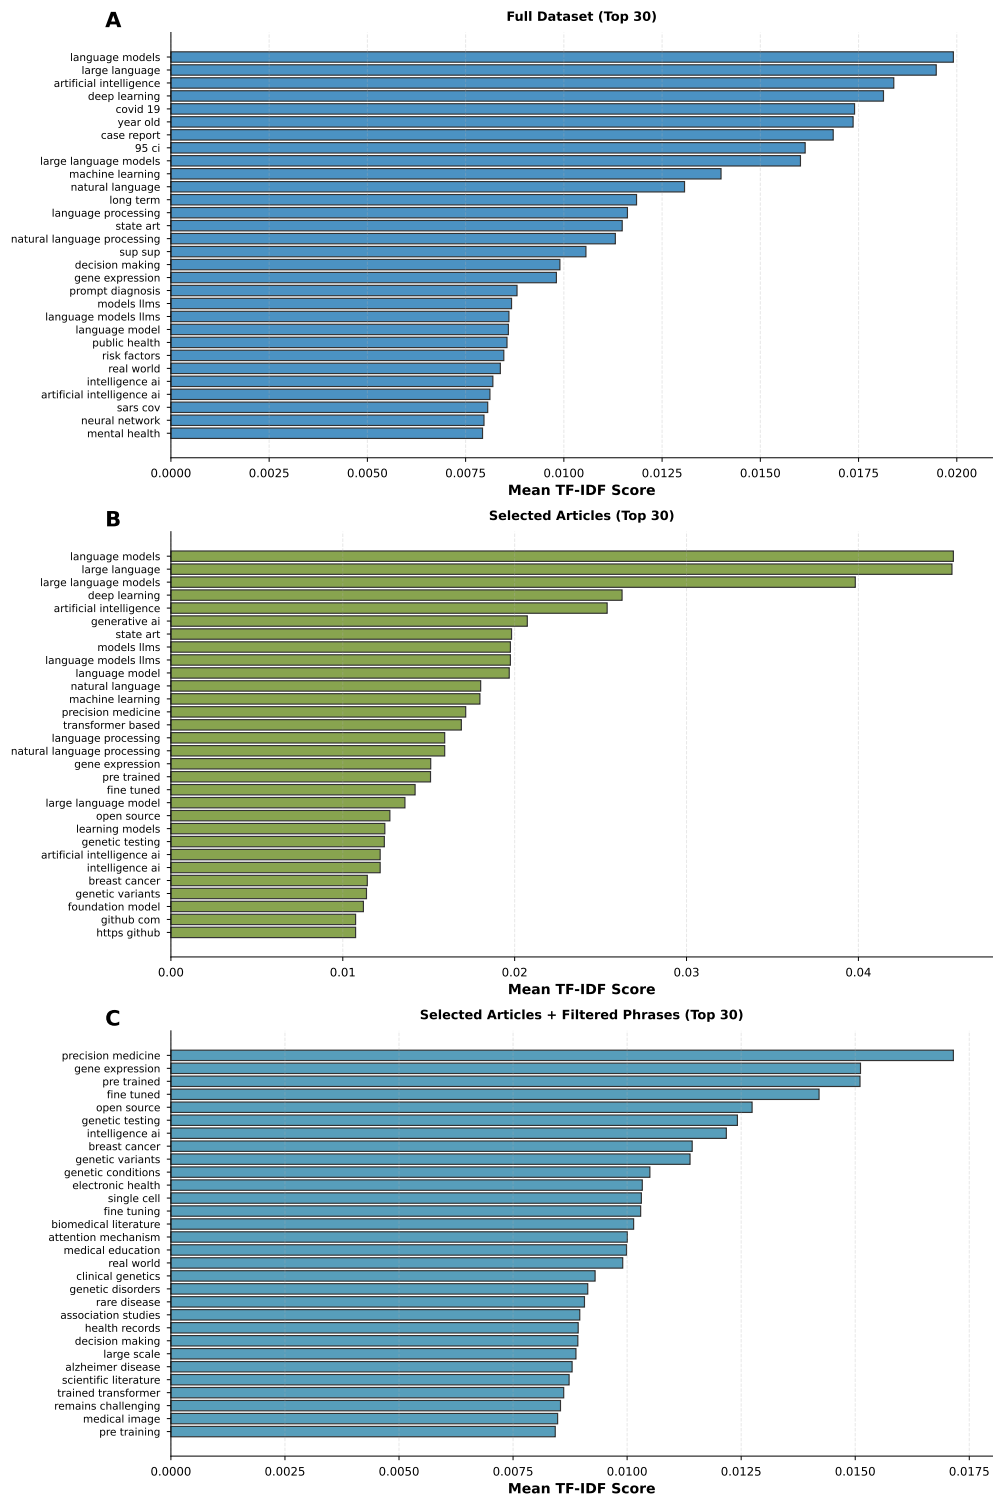 A
Full Dataset (Top 30)
language models
large language
artificial intelligence
deep learning
covid 19
year old
case report
95 ci
large language models
machine learning
natural language
long term
language processing
state art
natural language processing
sup sup
decision making
gene expression
prompt diagnosis
models llms
language models llms
language model
public health
risk factors
real world
intelligence ai
artificial intelligence ai
sars cov
neural network
mental health
0.0000 0.0025 0.0050 0.0075 0.0100 0.0125 0.0150 0.0175 0.0200
Mean TF-IDF Score
B
Selected Articles (Top 30)
language models
large language
large language models
deep learning
artificial intelligence
generative ai
state art
models llms
language models llms
language model
natural language
machine learning
precision medicine
transformer based
language processing
natural language processing
gene expression
pre trained
fine tuned
large language model
open source
learning models
genetic testing
artificial intelligence ai
intelligence ai
breast cancer
genetic variants
foundation model
github com
https github
0.00 0.01 0.02 0.03 0.04
Mean TF-IDF Score
C
Selected Articles + Filtered Phrases (Top 30)
precision medicine
gene expression
pre trained
fine tuned
open source
genetic testing
intelligence ai
breast cancer
genetic variants
genetic conditions
electronic health
single cell
fine tuning
biomedical literature
attention mechanism
medical education
real world
clinical genetics
genetic disorders
rare disease
association studies
health records
decision making
large scale
alzheimer disease
scientific literature
trained transformer
remains challenging
medical image
pre training
0.0000 0.0025 0.0050 0.0075 0.0100 0.0125 0.0150 0.0175
Mean TF-IDF Score